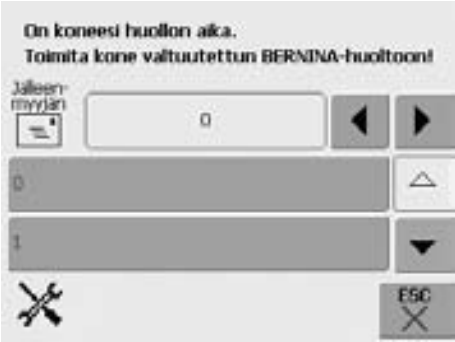 On koneesi huollon aika.
Toimita kone valtuutettun BERNINA-huoltoon!
Jälleen-
myyjän
0
0
1
ESC